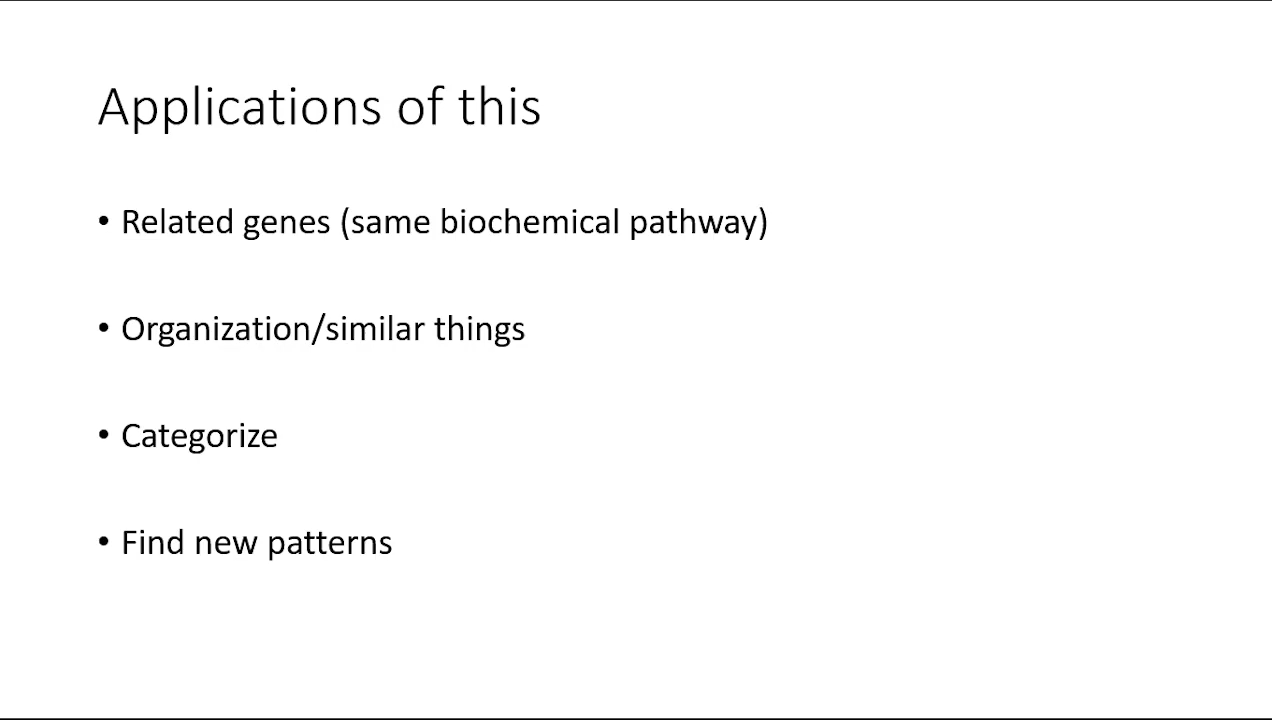 Applications of this
• Related genes (same biochemical pathway)
• Organization/similar things
• Categorize
• Find new patterns